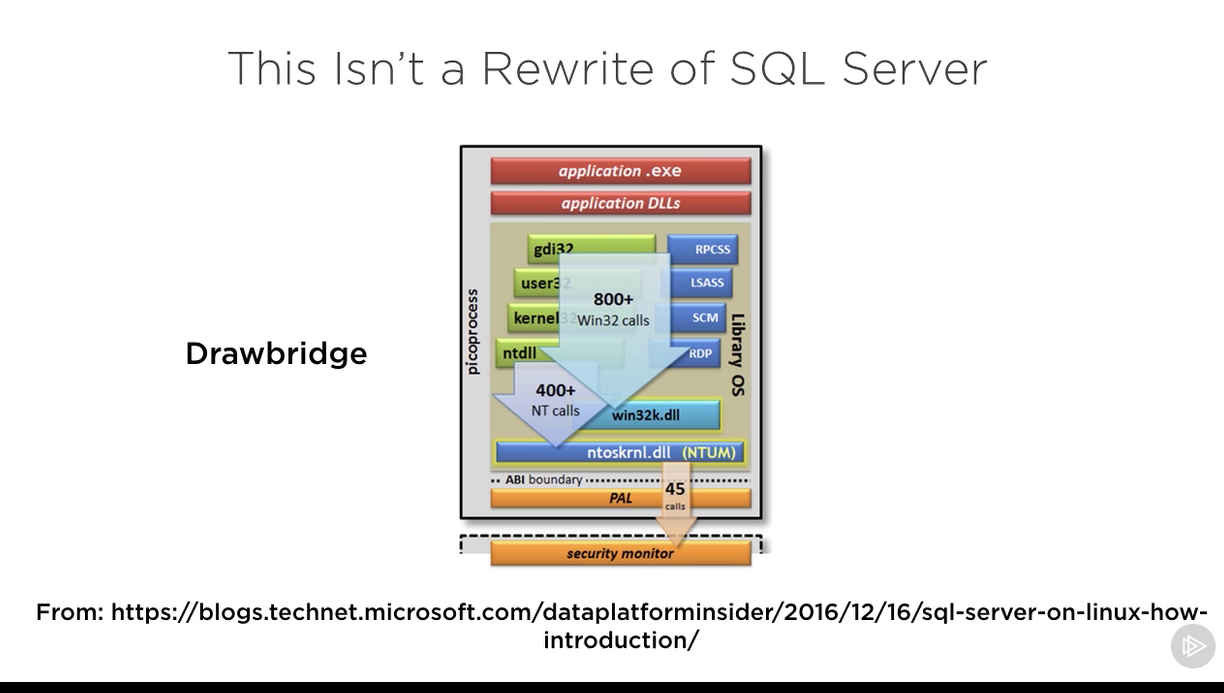 This Isn't a Rewrite of SQL Server
application .exe
application DLLs
gdi32
RPCSS
user32
LSASS
800+
Win32 calls
kernel32
SCM
ntdll
RDP
picoprocess
Library OS
Drawbridge
400+
NT calls
win32k.dll
ntoskrnl.dll (NTUM)
ABI boundary
45
calls
PAL
security monitor
From: https://blogs.technet.microsoft.com/dataplatforminsider/2016/12/16/sql-server-on-linux-how-
introduction/